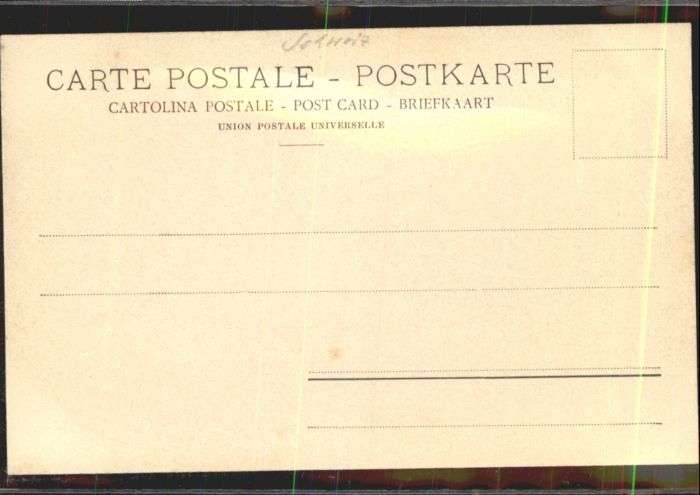 Schweiz
CARTE POSTALE - POSTKARTE
CARTOLINA POSTALE - POST CARD - BRIEFKAART
UNION POSTALE UNIVERSELLE